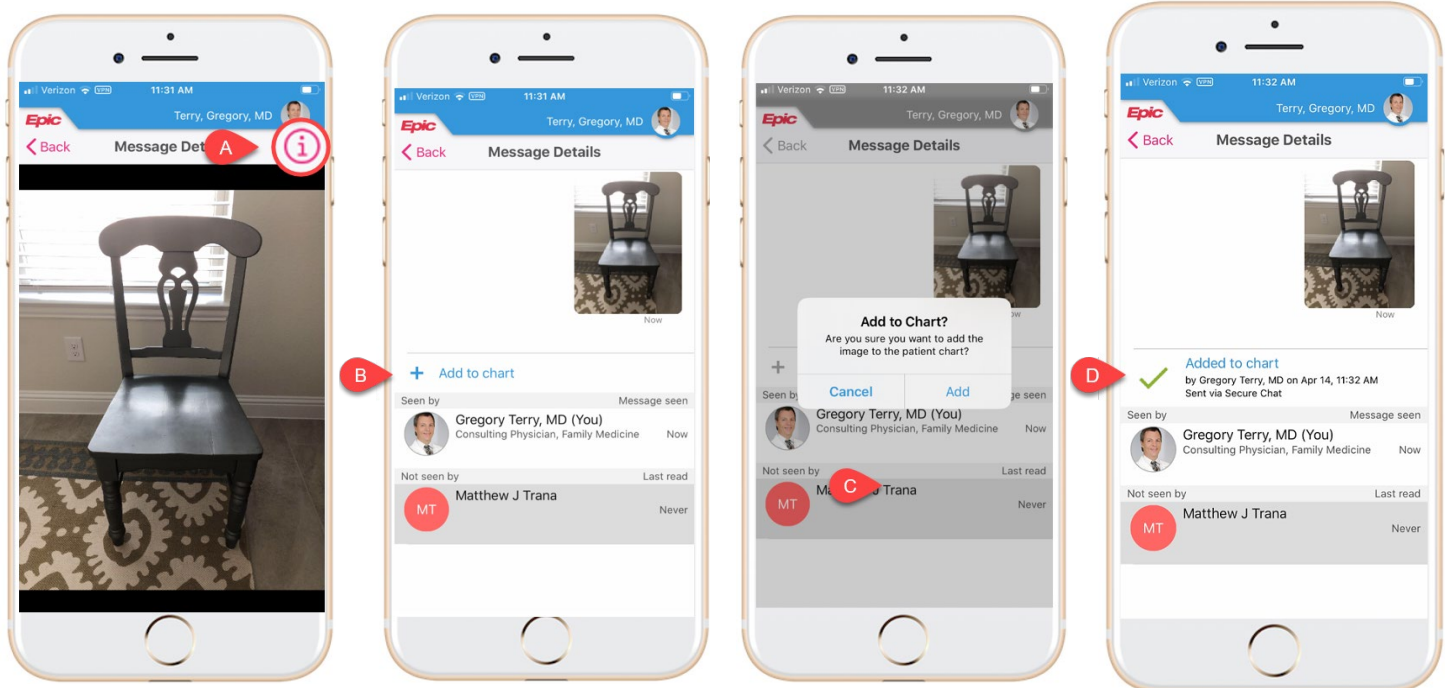 Verizon VPN 11:31 AM
Epic
Terry, Gregory, MD
Back
Message Det
A
i
Verizon VPN 11:31 AM
Epic
Terry, Gregory, MD
Back
Message Details
Now
B
+ Add to chart
Seen by
Message seen
Gregory Terry, MD (You)
Consulting Physician, Family Medicine
Now
Not seen by
Last read
MT
Matthew J Trana
Never
Verizon VPN 11:32 AM
Epic
Terry, Gregory, MD
Back
Message Details
Add to Chart?
Are you sure you want to add the
image to the patient chart?
Cancel
Add
+
Gregory Terry, MD (You)
Consulting Physician, Family Medicine
Now
Not seen by
Last read
C
MT
Trana
Never
Verizon VPN 11:32 AM
Epic
Terry, Gregory, MD
Back
Message Details
Now
D
Added to chart
by Gregory Terry, MD on Apr 14, 11:32 AM
Sent via Secure Chat
Seen by
Message seen
Gregory Terry, MD (You)
Consulting Physician, Family Medicine
Now
Not seen by
Last read
MT
Matthew J Trana
Never